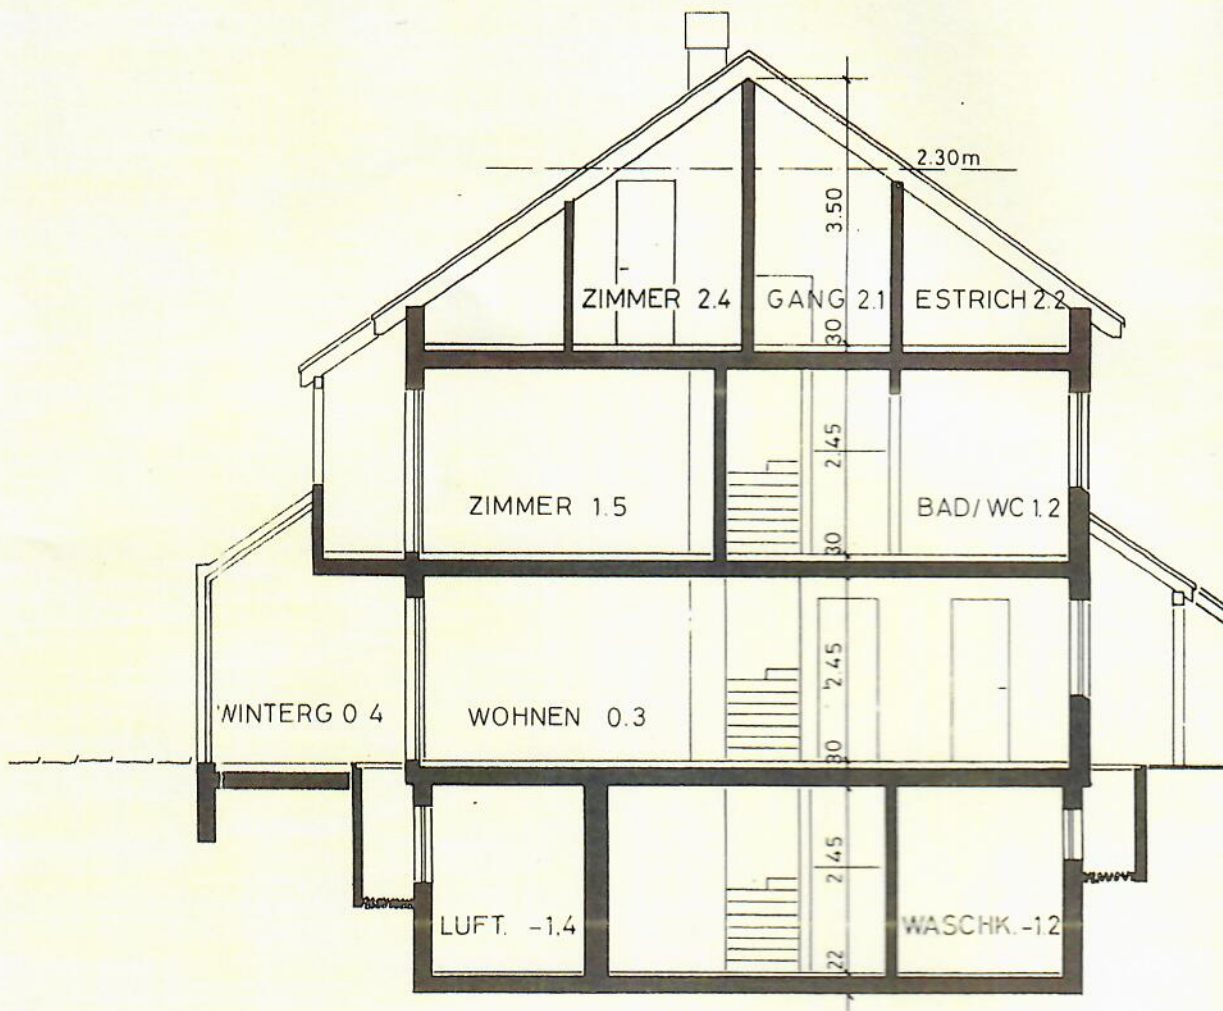 2.30m
3.50
ZIMMER 2.4
GANG 2.1
ESTRICH 2.2
30
2.45
ZIMMER 1.5
BAD/WC 1.2
30
2.45
WINTERG 0 4
WOHNEN 0.3
30
2 45
LUFT. -1.4
WASCHK. -1.2
22